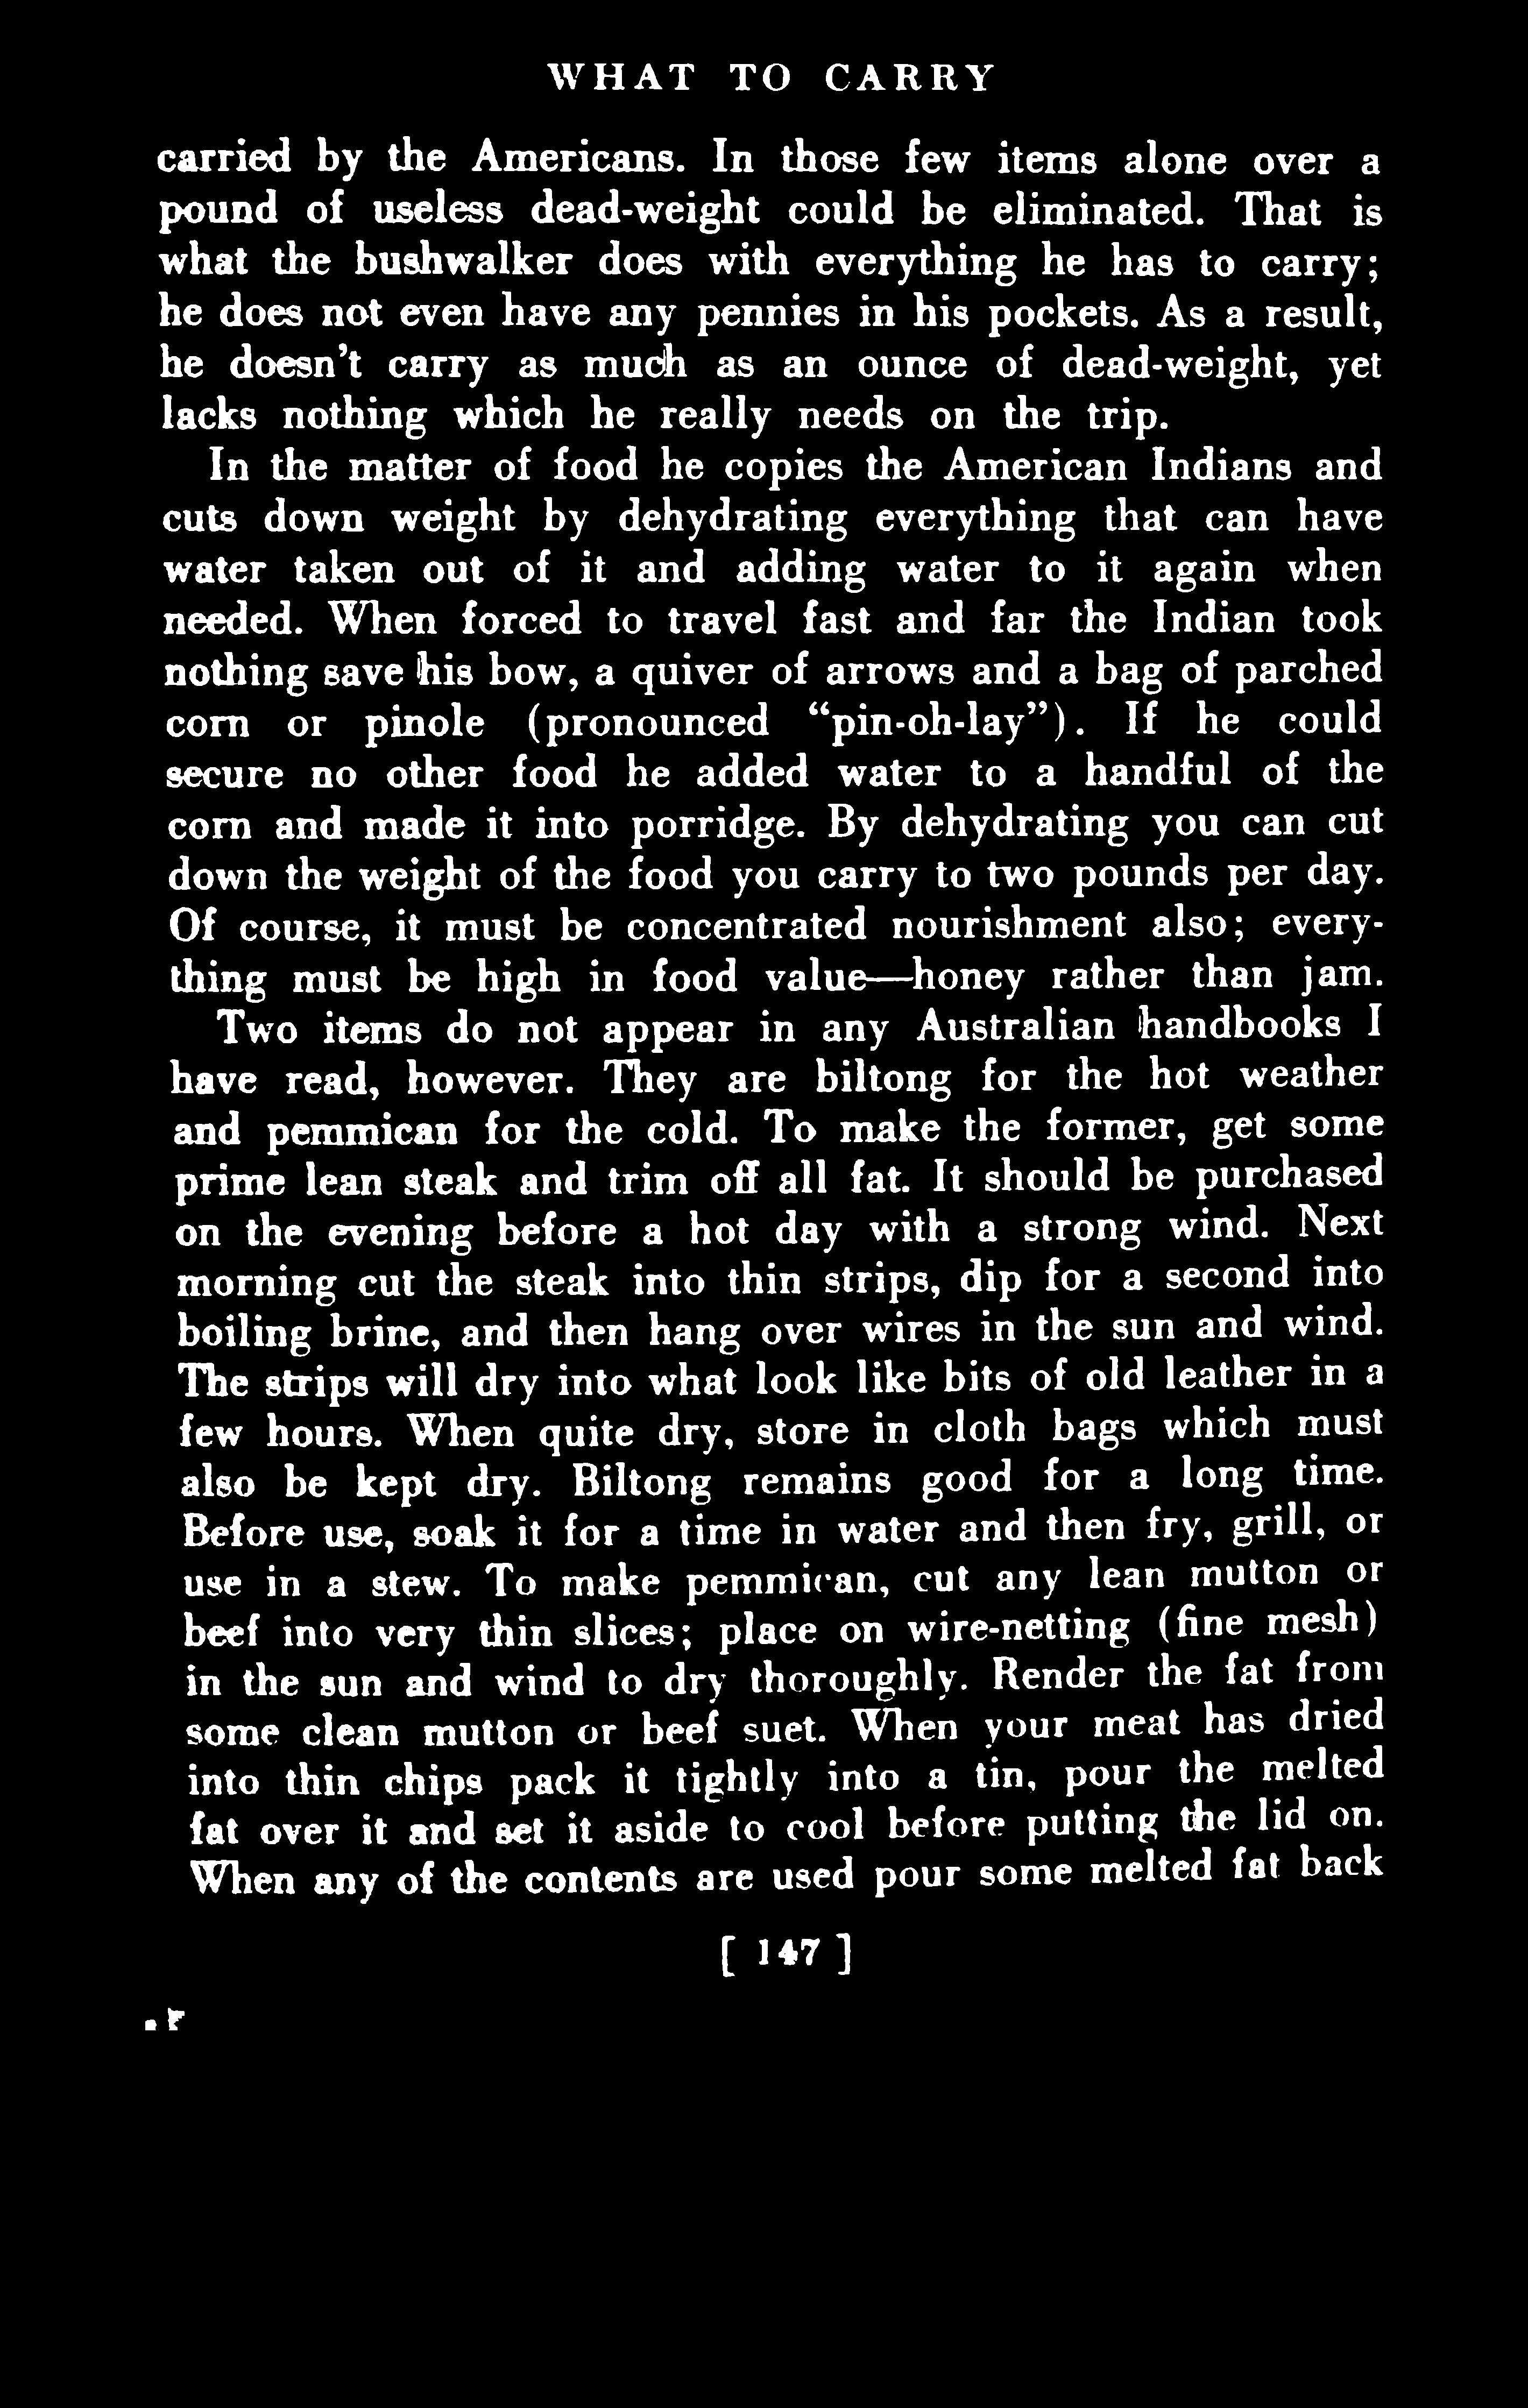 WHAT TO CARRY
carried by the Americans. In those few items alone over a
pound of useless dead-weight could be eliminated. That is
what the bushwalker does with everything he has to carry;
he does not even have any pennies in his pockets. As a result,
he doesn't carry as much as an ounce of dead-weight, yet
lacks nothing which he really needs on the trip.
In the matter of food he copies the American Indians and
cuts down weight by dehydrating everything that can have
water taken out of it and adding water to it again when
needed. When forced to travel fast and far the Indian took
nothing save his bow, a quiver of arrows and a bag of parched
corn or pinole (pronounced “pin-oh-lay”). If he could
secure no other food he added water to a handful of the
corn and made it into porridge. By dehydrating you can cut
down the weight of the food you carry to two pounds per day.
Of course, it must be concentrated nourishment also; every-
thing must be high in food value—honey rather than jam.
Two items do not appear in any Australian handbooks I
have read, however. They are biltong for the hot weather
and pemmican for the cold. To make the former, get some
prime lean steak and trim off all fat. It should be purchased
on the evening before a hot day with a strong wind. Next
morning cut the steak into thin strips, dip for a second into
boiling brine, and then hang over wires in the sun and wind.
The strips will dry into what look like bits of old leather in a
few hours. When quite dry, store in cloth bags which must
also be kept dry. Biltong remains good for a long time.
Before use, soak it for a time in water and then fry, grill, or
use in a stew. To make pemmican, cut any lean mutton or
beef into very thin slices; place on wire-netting (fine mesh)
in the sun and wind to dry thoroughly. Render the fat from
some clean mutton or beef suet. When your meat has dried
into thin chips pack it tightly into a tin, pour the melted
fat over it and set it aside to cool before putting the lid on.
When any of the contents are used pour some melted fat back
[ 147 ]